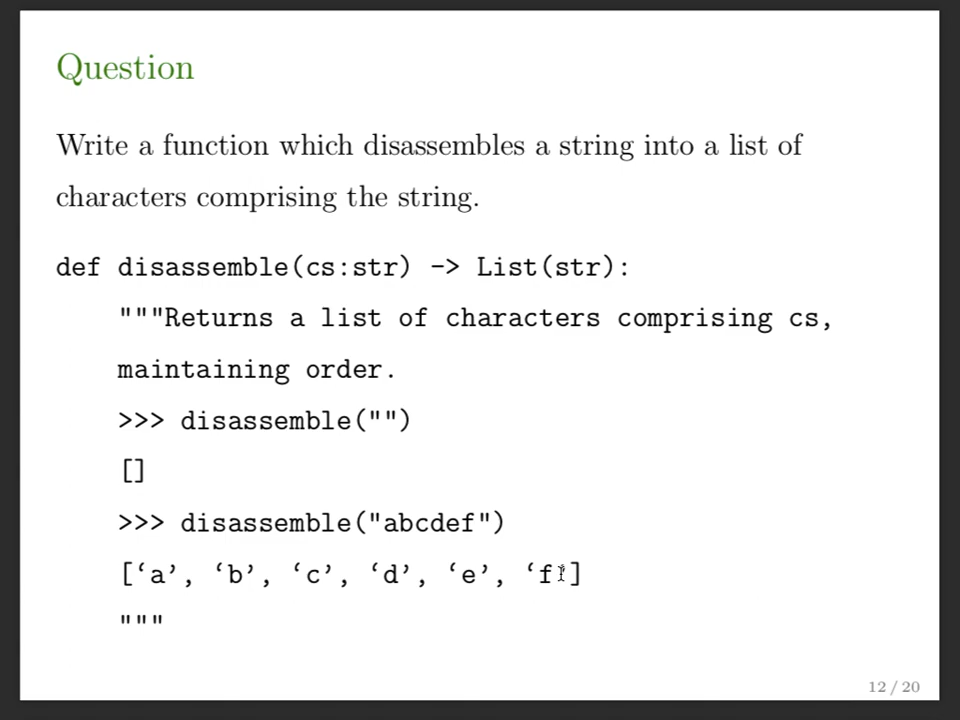 Question
Write a function which disassembles a string into a list of
characters comprising the string.
def disassemble(cs:str) -> List(str):
"""Returns a list of characters comprising cs,
maintaining order.
>>> disassemble("")
[]
>>> disassemble("abcdef")
[‘a’, ‘b’, ‘c’, ‘d’, ‘e’, ‘f’]
"""
12 / 20